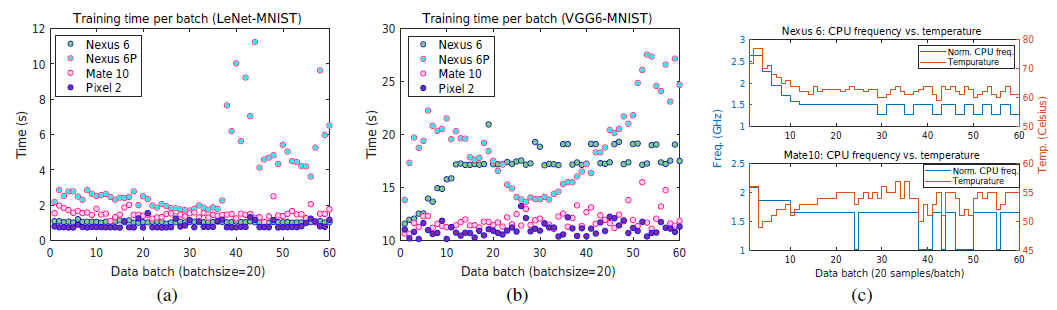 Training time per batch (LeNet-MNIST)
12
10
8
6
4
2
0
Time (s)
Nexus 6
Nexus 6P
Mate 10
Pixel 2
0 10 20 30 40 50 60
Data batch (batchsize=20)
(a)
Training time per batch (VGG6-MNIST)
30
25
20
15
10
Time (s)
Nexus 6
Nexus 6P
Mate 10
Pixel 2
0 10 20 30 40 50 60
Data batch (batchsize=20)
(b)
Nexus 6: CPU frequency vs. temperature
3
2.5
2
1.5
1
Norm. CPU freq.
Tempurature
80
70
60
50
10 20 30 40 50 60
Freq. (GHz)
Temp. (Celsius)
Mate10: CPU frequency vs. temperature
2.5
2
1.5
1
Norm. CPU freq.
Tempurature
60
55
50
45
10 20 30 40 50 60
Data batch (20 samples/batch)
(c)